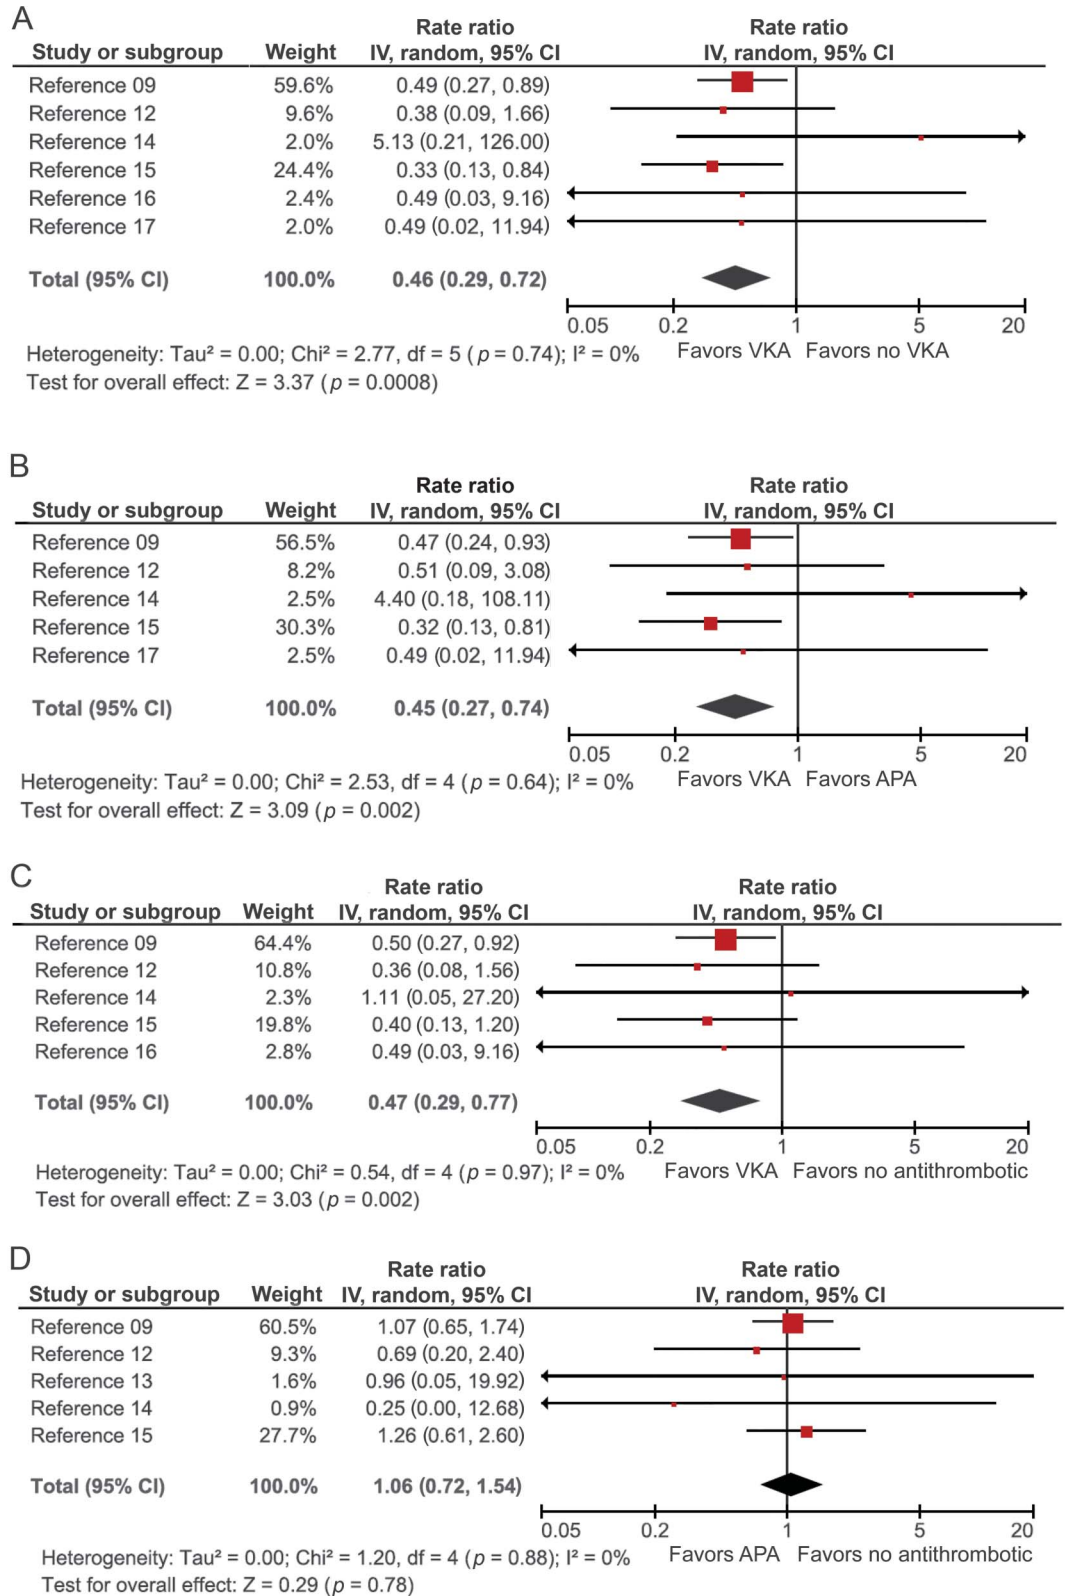 A
Rate ratio Rate ratio
Study or subgroup Weight IV, random, 95% CI IV, random, 95% CI
Reference 09 59.6% 0.49 (0.27, 0.89)
Reference 12 9.6% 0.38 (0.09, 1.66)
Reference 14 2.0% 5.13 (0.21, 126.00)
Reference 15 24.4% 0.33 (0.13, 0.84)
Reference 16 2.4% 0.49 (0.03, 9.16)
Reference 17 2.0% 0.49 (0.02, 11.94)
Total (95% CI) 100.0% 0.46 (0.29, 0.72)
0.05 0.2 1 5 20
Heterogeneity: Tau² = 0.00; Chi² = 2.77, df = 5 (p = 0.74); I² = 0% Favors VKA Favors no VKA
Test for overall effect: Z = 3.37 (p = 0.0008)
B
Rate ratio Rate ratio
Study or subgroup Weight IV, random, 95% CI IV, random, 95% CI
Reference 09 56.5% 0.47 (0.24, 0.93)
Reference 12 8.2% 0.51 (0.09, 3.08)
Reference 14 2.5% 4.40 (0.18, 108.11)
Reference 15 30.3% 0.32 (0.13, 0.81)
Reference 17 2.5% 0.49 (0.02, 11.94)
Total (95% CI) 100.0% 0.45 (0.27, 0.74)
0.05 0.2 1 5 20
Heterogeneity: Tau² = 0.00; Chi² = 2.53, df = 4 (p = 0.64); I² = 0% Favors VKA Favors APA
Test for overall effect: Z = 3.09 (p = 0.002)
C
Rate ratio Rate ratio
Study or subgroup Weight IV, random, 95% CI IV, random, 95% CI
Reference 09 64.4% 0.50 (0.27, 0.92)
Reference 12 10.8% 0.36 (0.08, 1.56)
Reference 14 2.3% 1.11 (0.05, 27.20)
Reference 15 19.8% 0.40 (0.13, 1.20)
Reference 16 2.8% 0.49 (0.03, 9.16)
Total (95% CI) 100.0% 0.47 (0.29, 0.77)
0.05 0.2 1 5 20
Heterogeneity: Tau² = 0.00; Chi² = 0.54, df = 4 (p = 0.97); I² = 0% Favors VKA Favors no antithrombotic
Test for overall effect: Z = 3.03 (p = 0.002)
D
Rate ratio Rate ratio
Study or subgroup Weight IV, random, 95% CI IV, random, 95% CI
Reference 09 60.5% 1.07 (0.65, 1.74)
Reference 12 9.3% 0.69 (0.20, 2.40)
Reference 13 1.6% 0.96 (0.05, 19.92)
Reference 14 0.9% 0.25 (0.00, 12.68)
Reference 15 27.7% 1.26 (0.61, 2.60)
Total (95% CI) 100.0% 1.06 (0.72, 1.54)
0.05 0.2 1 5 20
Heterogeneity: Tau² = 0.00; Chi² = 1.20, df = 4 (p = 0.88); I² = 0% Favors APA Favors no antithrombotic
Test for overall effect: Z = 0.29 (p = 0.78)